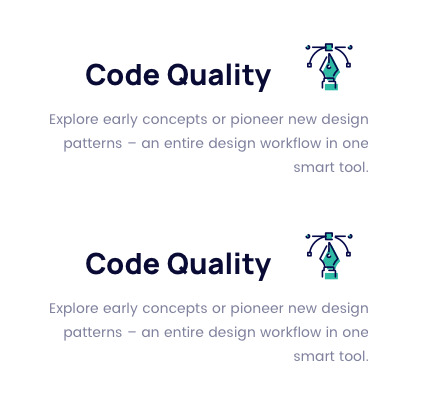 Code Quality
Explore early concepts or pioneer new design
patterns – an entire design workflow in one
smart tool.
Code Quality
Explore early concepts or pioneer new design
patterns – an entire design workflow in one
smart tool.